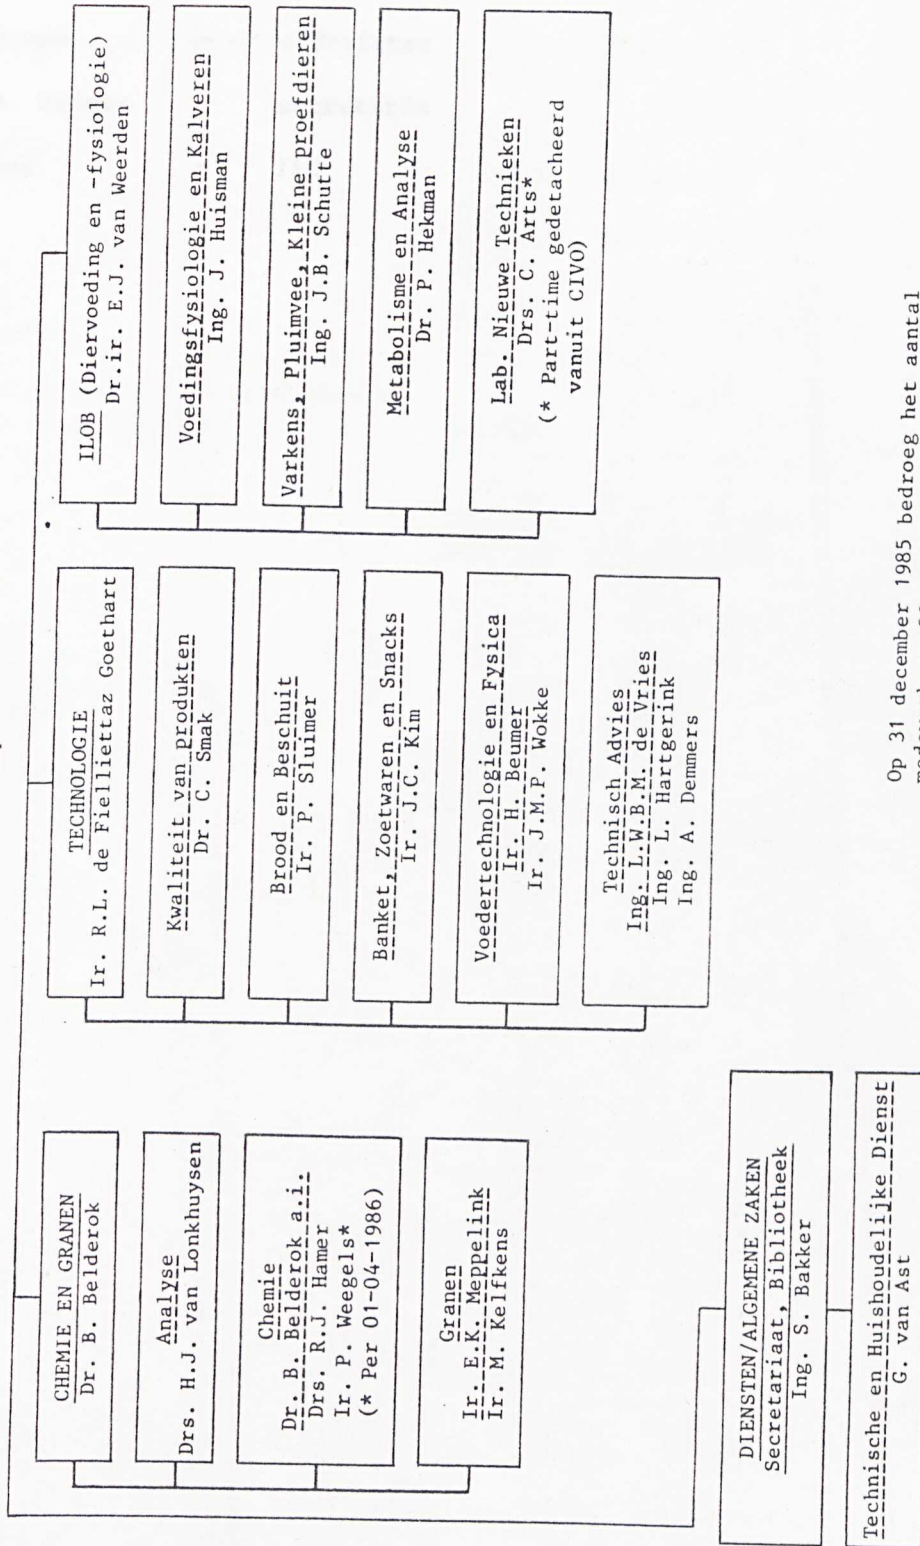 CHEMIE EN GRANEN
Dr. B. Belderok
Analyse
Drs. H.J. van Lonkhuysen
Chemie
Dr. B. Belderok a.i.
Drs. R.J. Hamer
Ir. P. Weegels*
(* Per 01-04-1986)
Granen
Ir. E.K. Meppelink
Ir. M. Kelfkens
TECHNOLOGIE
Ir. R.L. de Fielliettaz Goethart
Kwaliteit van produkten
Dr. C. Smak
Brood en Beschuit
Ir. P. Sluimer
Banket, Zoetwaren en Snacks
Ir. J.C. Kim
Voedertechnologie en Fysica
Ir. H. Beumer
Ir. J.M.P. Wokke
Technisch Advies
Ing. L.W.B.M. de Vries
Ing. L. Hartgerink
Ing. A. Demmers
ILOB (Diervoeding en -fysiologie)
Dr.ir. E.J. van Weerden
Voedingsfysiologie en Kalveren
Ing. J. Huisman
Varkens, Pluimvee, Kleine proefdieren
Ing. J.B. Schutte
Metabolisme en Analyse
Dr. P. Hekman
Lab. Nieuwe Technieken
Drs. C. Arts*
(* Part-time gedetacheerd
vanuit CIVO)
DIENSTEN/ALGEMENE ZAKEN
Secretariaat, Bibliotheek
Ing. S. Bakker
Technische en Huishoudelijke Dienst
G. van Ast
Op 31 december 1985 bedroeg het aantal